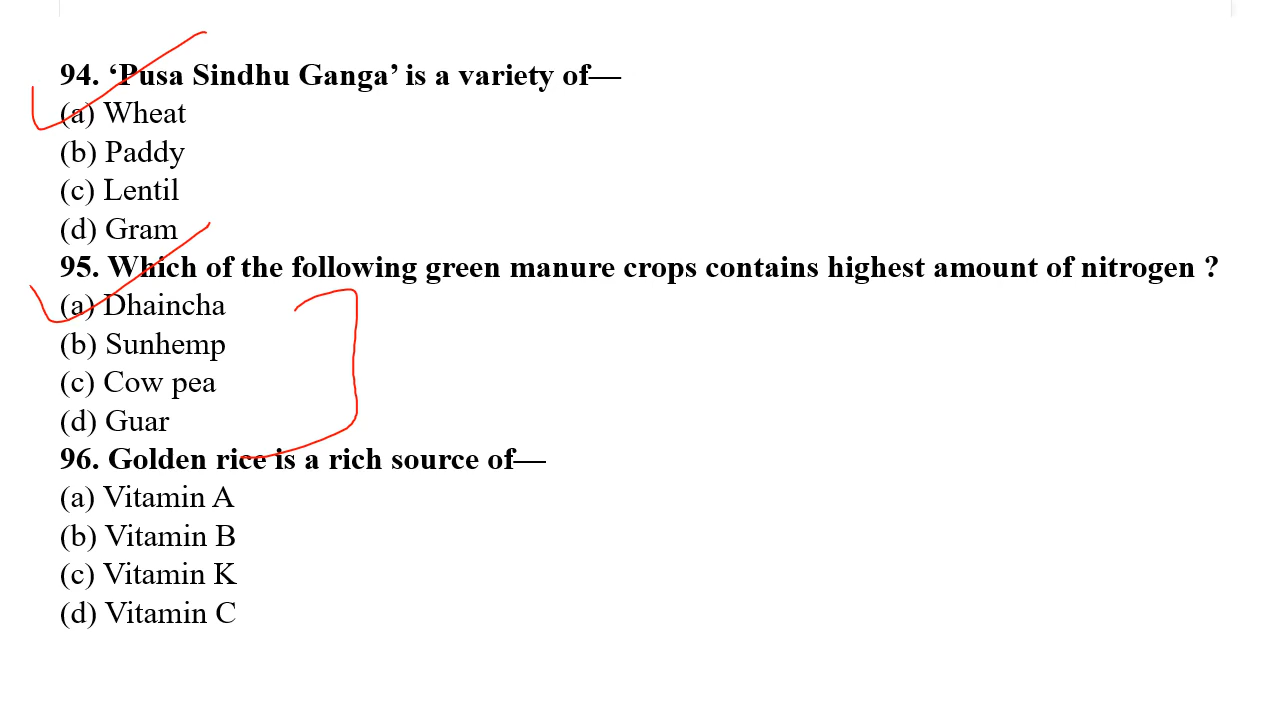 94. ‘Pusa Sindhu Ganga’ is a variety of—
(a) Wheat
(b) Paddy
(c) Lentil
(d) Gram
95. Which of the following green manure crops contains highest amount of nitrogen ?
(a) Dhaincha
(b) Sunhemp
(c) Cow pea
(d) Guar
96. Golden rice is a rich source of—
(a) Vitamin A
(b) Vitamin B
(c) Vitamin K
(d) Vitamin C